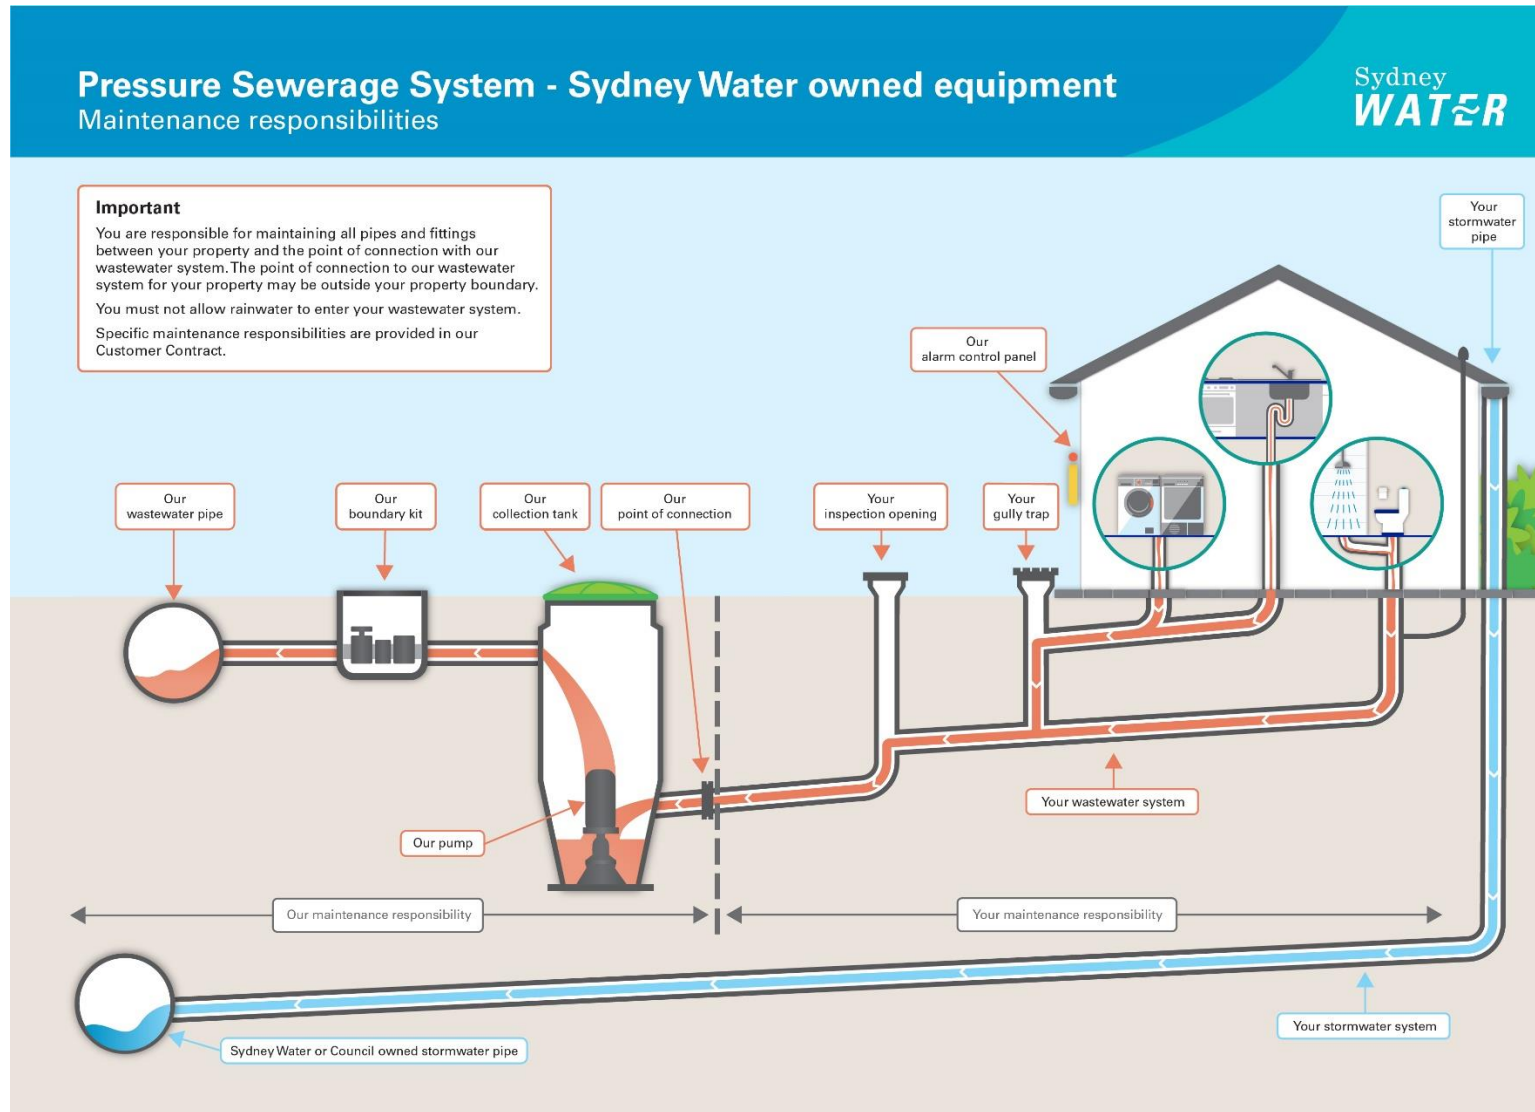 Pressure Sewerage System - Sydney Water owned equipment
Maintenance responsibilities
Sydney
WATER
Important
You are responsible for maintaining all pipes and fittings
between your property and the point of connection with our
wastewater system. The point of connection to our wastewater
system for your property may be outside your property boundary.
You must not allow rainwater to enter your wastewater system.
Specific maintenance responsibilities are provided in our
Customer Contract.
Your
stormwater
pipe
Our
alarm control panel
Our
wastewater pipe
Our
boundary kit
Our
collection tank
Our
point of connection
Your
inspection opening
Your
gully trap
Your wastewater system
Our pump
Our maintenance responsibility
Your maintenance responsibility
Your stormwater system
Sydney Water or Council owned stormwater pipe